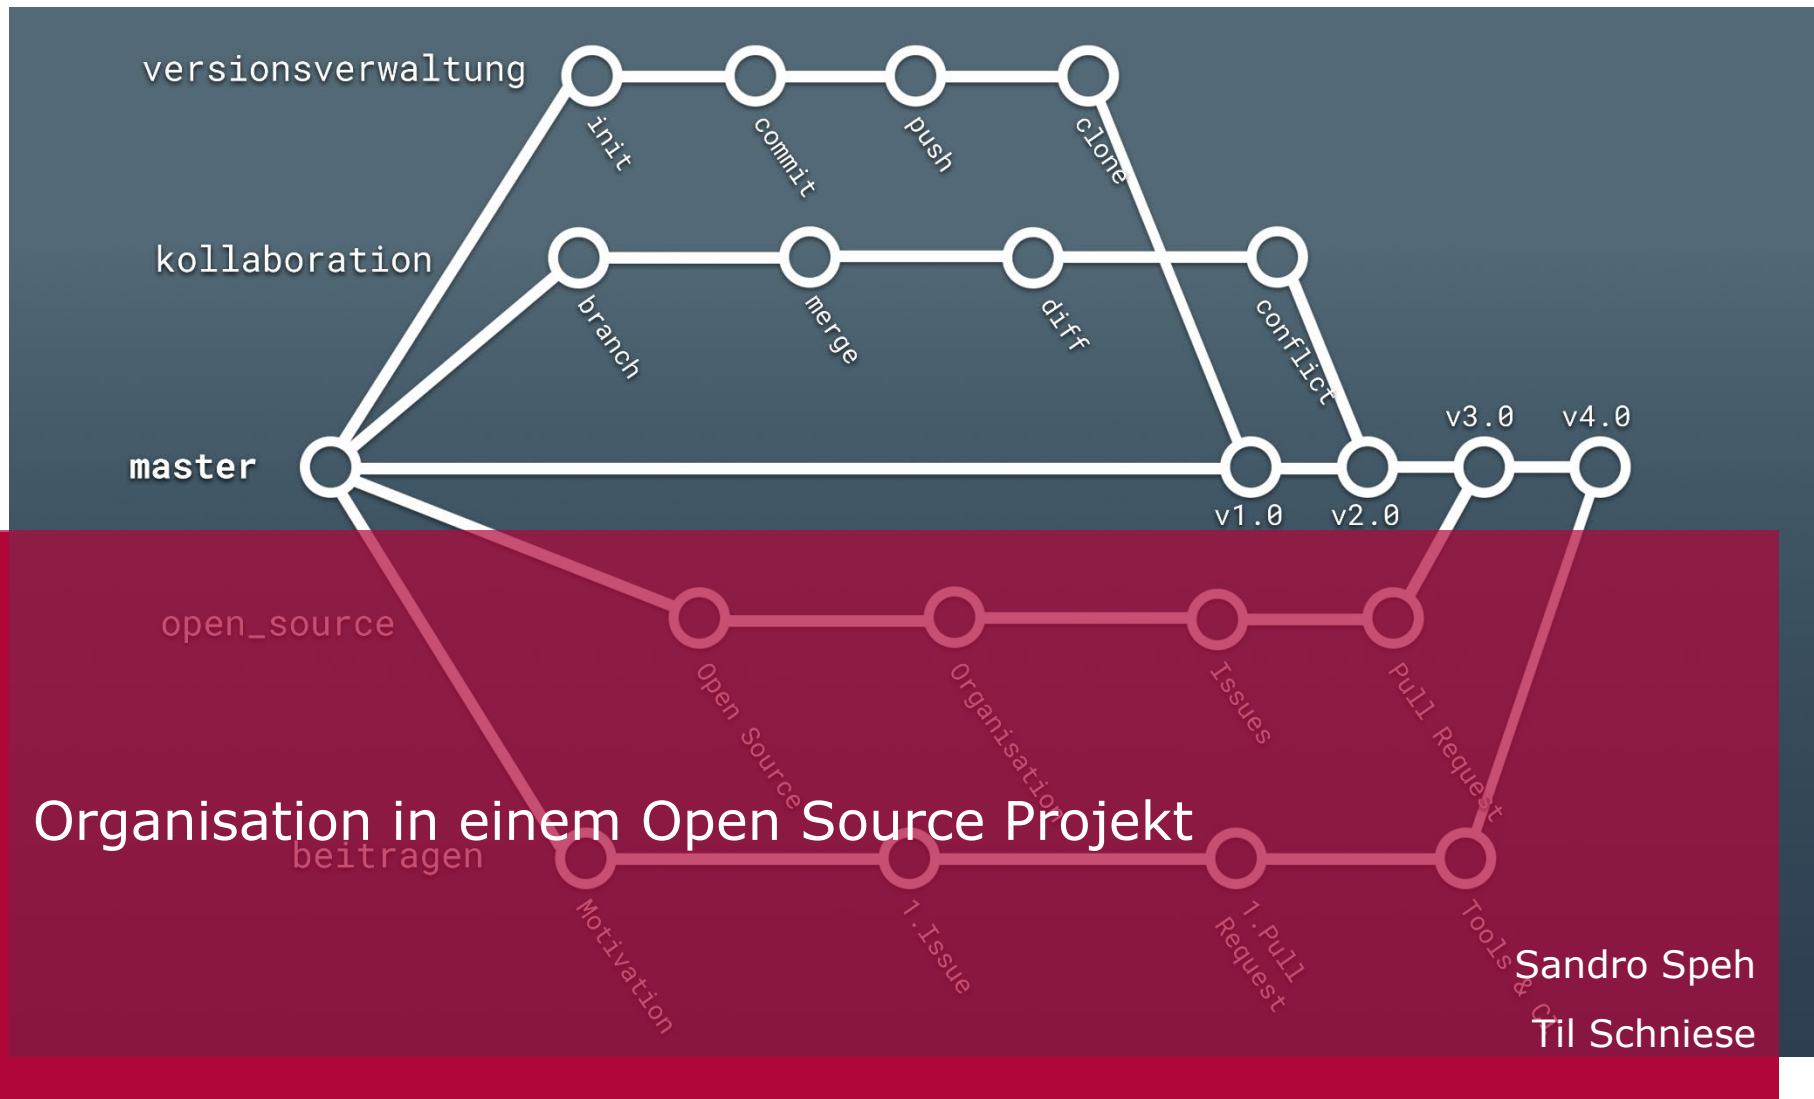 versionsverwaltung
init
commit
push
clone
kollaboration
branch
merge
diff
conflict
master
v1.0
v2.0
v3.0
v4.0
open_source
Open Source
Organisation
Issues
Pull Request
Organisation in einem Open Source Projekt
beitragen
Motivation
1.Issue
1.Pull
Request
Tools &
Sandro Speh
Til Schniese